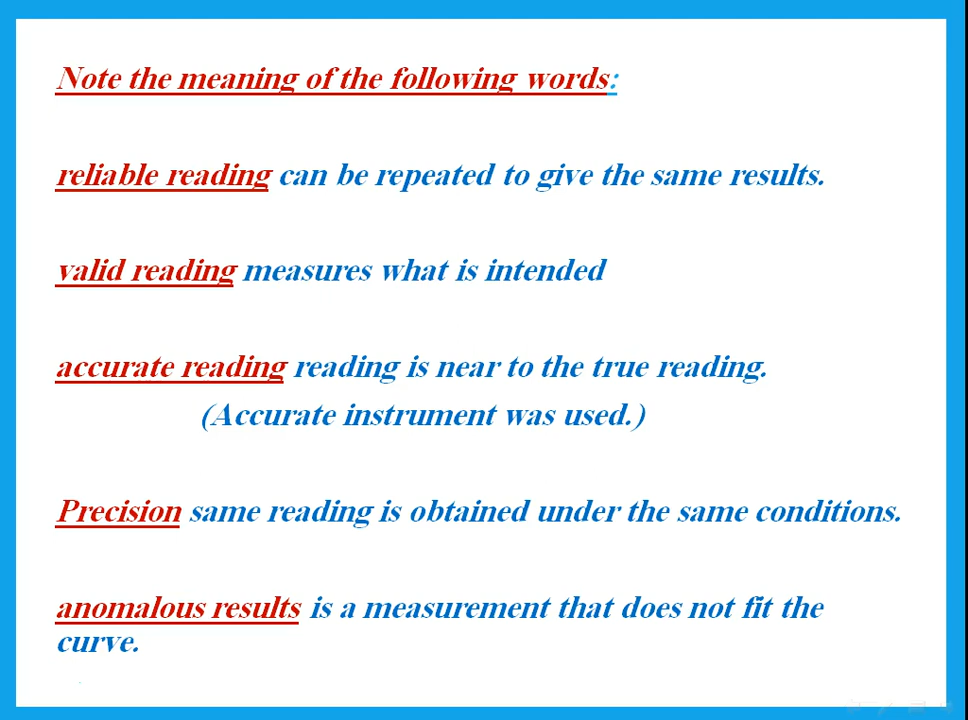 Note the meaning of the following words:
reliable reading can be repeated to give the same results.
valid reading measures what is intended
accurate reading reading is near to the true reading.
(Accurate instrument was used.)
Precision same reading is obtained under the same conditions.
anomalous results is a measurement that does not fit the
curve.